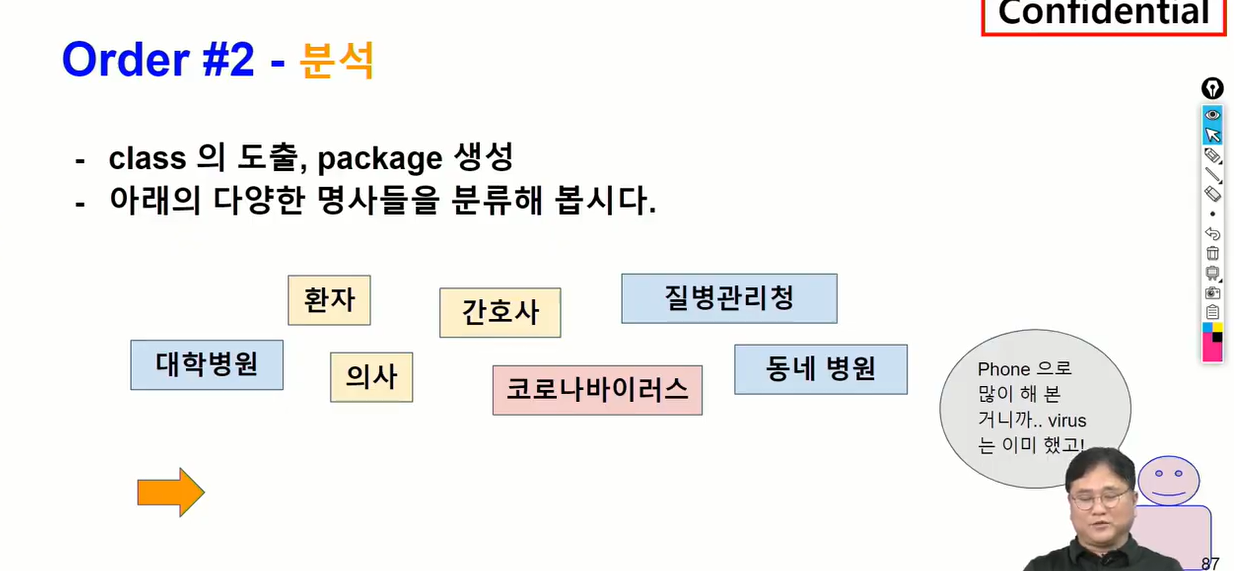 Confidential
Order #2 - 분석
- class 의 도출, package 생성
- 아래의 다양한 명사들을 분류해 봅시다.
환자
간호사
질병관리청
대학병원
의사
코로나바이러스
동네 병원
Phone 으로
많이 해 본
거니까.. virus
는 이미 했고!
87